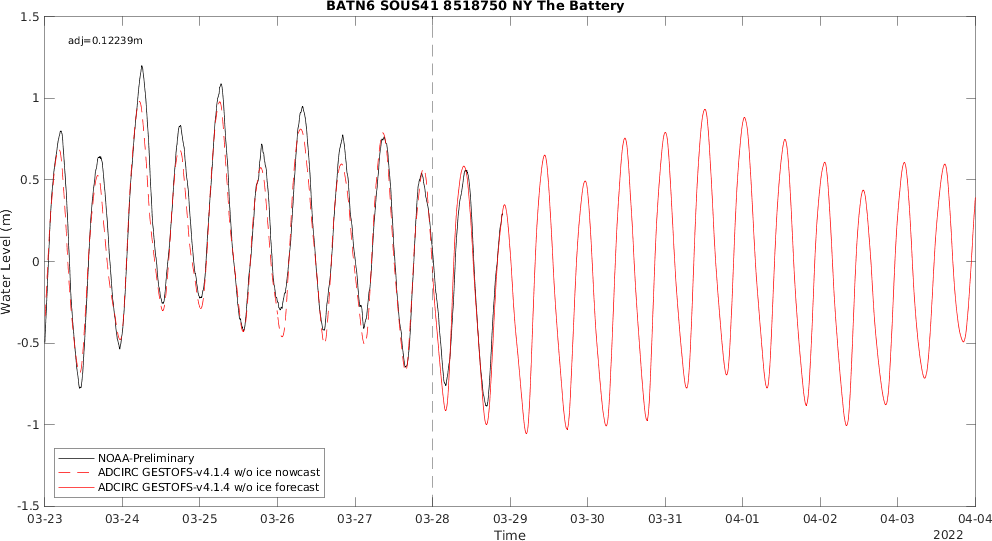 BATN6 SOUS41 8518750 NY The Battery
adj=0.12239m
1.5
1
0.5
0
-0.5
-1
-1.5
Water Level (m)
NOAA-Preliminary
ADCIRC GESTOFS-v4.1.4 w/o ice nowcast
ADCIRC GESTOFS-v4.1.4 w/o ice forecast
03-23 03-24 03-25 03-26 03-27 03-28 03-29 03-30 03-31 04-01 04-02 04-03 04-04
Time
2022